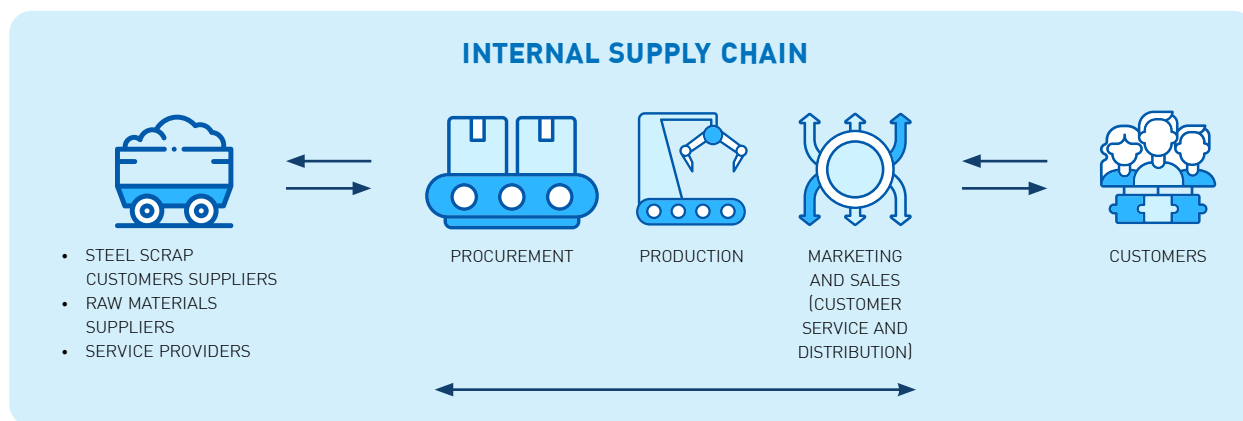 INTERNAL SUPPLY CHAIN
• STEEL SCRAP
CUSTOMERS SUPPLIERS
• RAW MATERIALS
SUPPLIERS
• SERVICE PROVIDERS
PROCUREMENT
PRODUCTION
MARKETING
AND SALES
(CUSTOMER
SERVICE AND
DISTRIBUTION)
CUSTOMERS